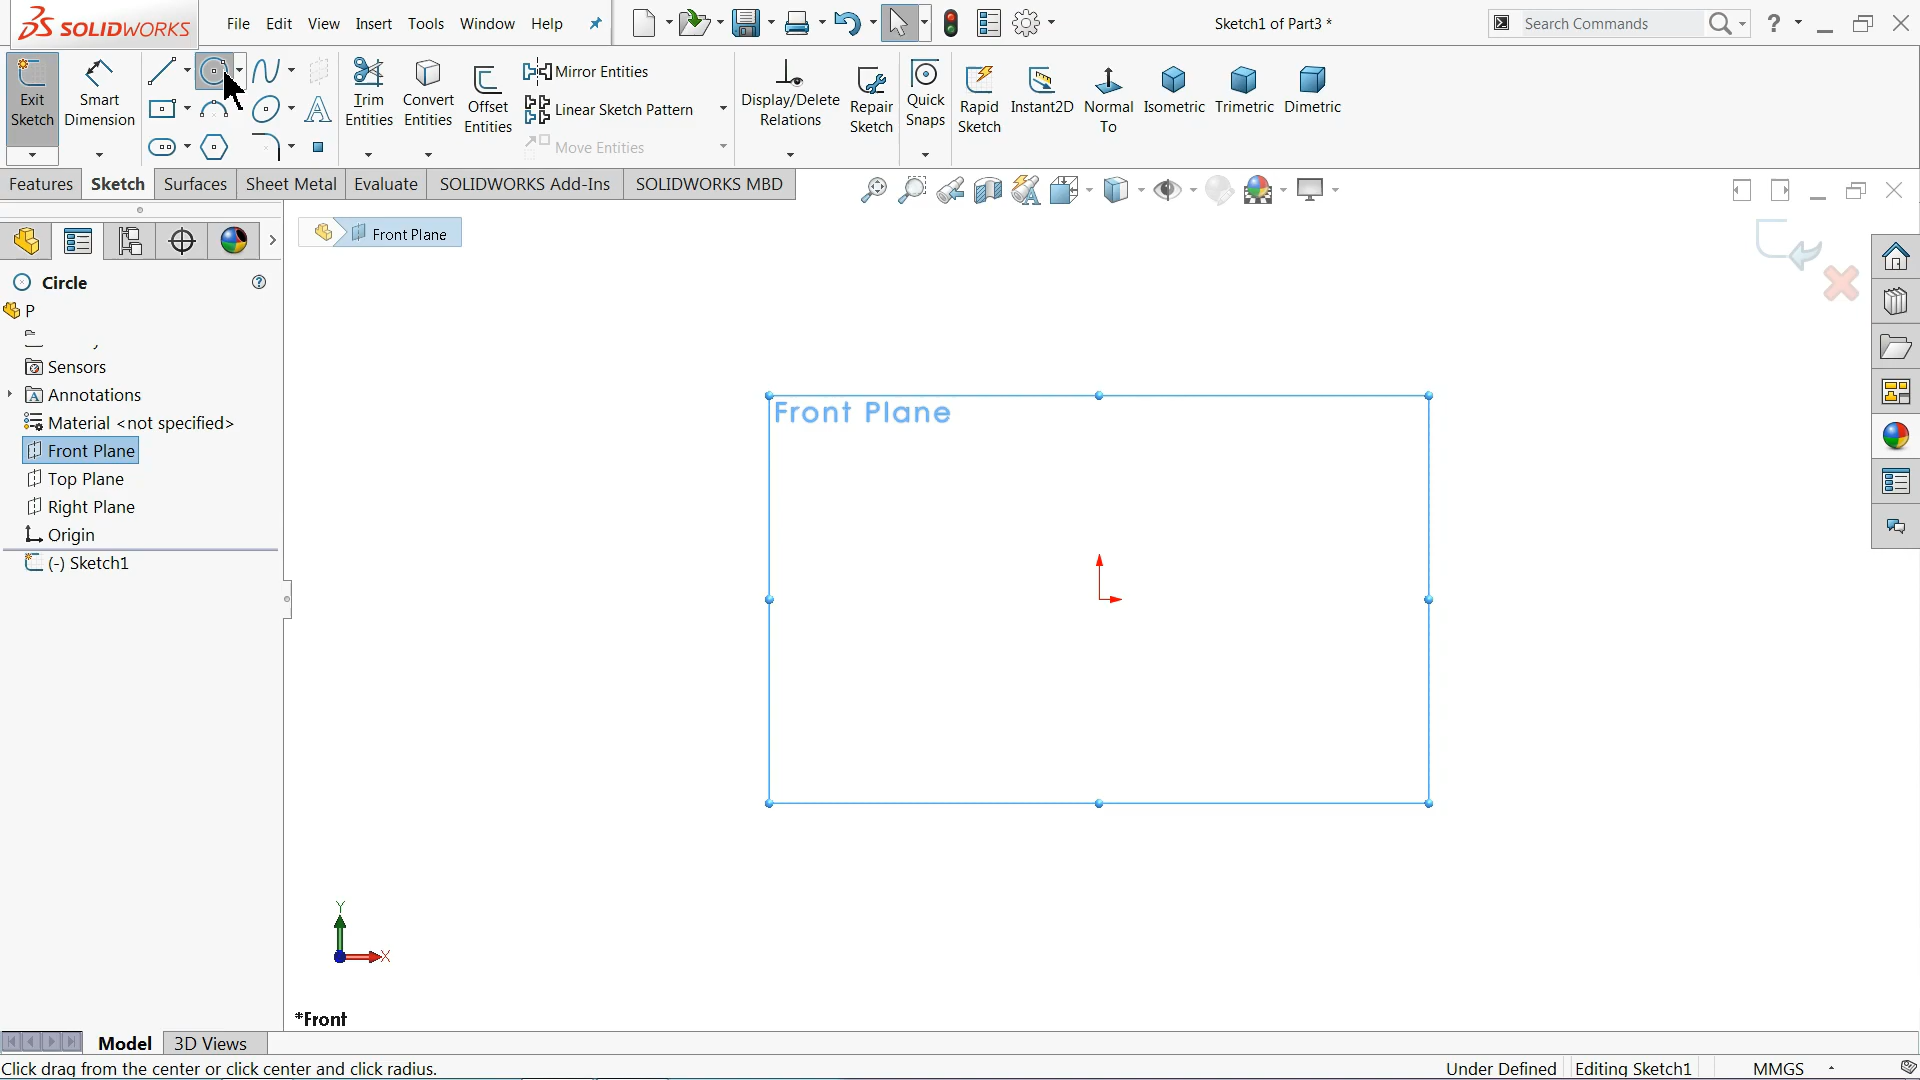 SOLIDWORKS File Edit View Insert Tools Window Help Sketch1 of Part3 * Search Commands ?
Exit Sketch
Smart Dimension
Trim Entities
Convert Entities
Offset Entities
Mirror Entities
Linear Sketch Pattern
Move Entities
Display/Delete Relations
Repair Sketch
Quick Snaps
Rapid Sketch
Instant2D
Normal To
Isometric
Trimetric
Dimetric
Features Sketch Surfaces Sheet Metal Evaluate SOLIDWORKS Add-Ins SOLIDWORKS MBD
Front Plane
Circle ?
P
Sensors
Annotations
Material <not specified>
Front Plane
Top Plane
Right Plane
Origin
(-) Sketch1
Front Plane
Y
X
*Front
Model 3D Views
Click drag from the center or click center and click radius. Under Defined Editing Sketch1 MMGS